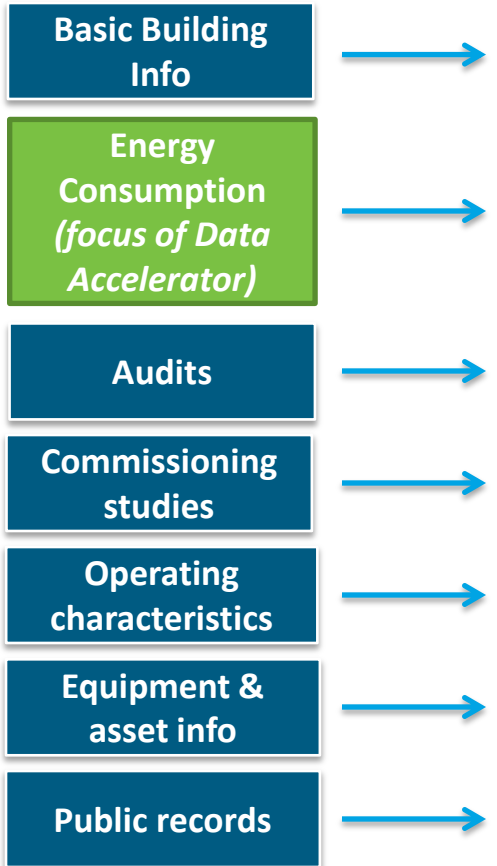 Basic Building
Info
Energy
Consumption
(focus of Data
Accelerator)
Audits
Commissioning
studies
Operating
characteristics
Equipment &
asset info
Public records